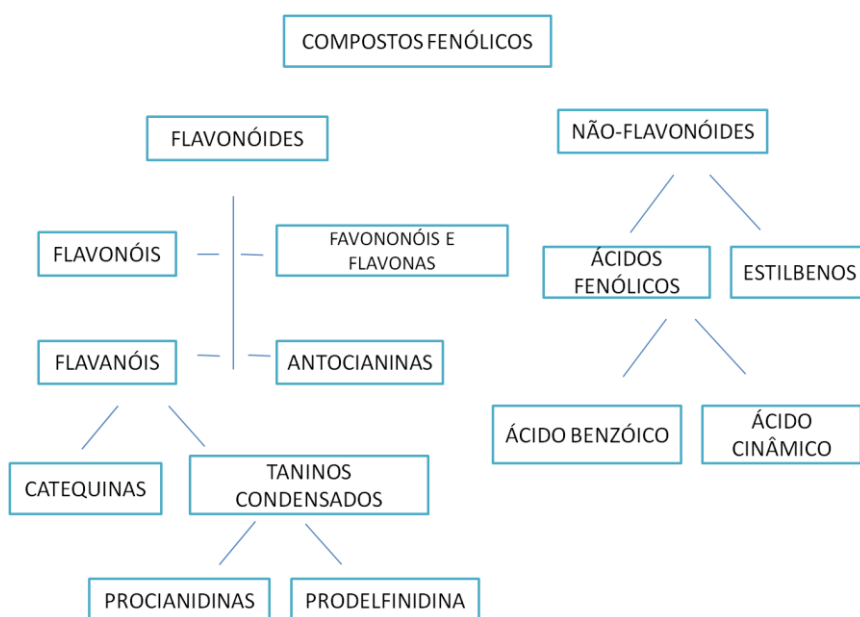 COMPOSTOS FENÓLICOS
FLAVONÓIDES
NÃO-FLAVONÓIDES
FLAVONÓIS
FAVONONÓIS E
FLAVONAS
ÁCIDOS
FENÓLICOS
ESTILBENOS
FLAVANÓIS
ANTOCIANINAS
ÁCIDO BENZÓICO
ÁCIDO
CINÂMICO
CATEQUINAS
TANINOS
CONDENSADOS
PROCIANIDINAS
PRODELFINIDINA